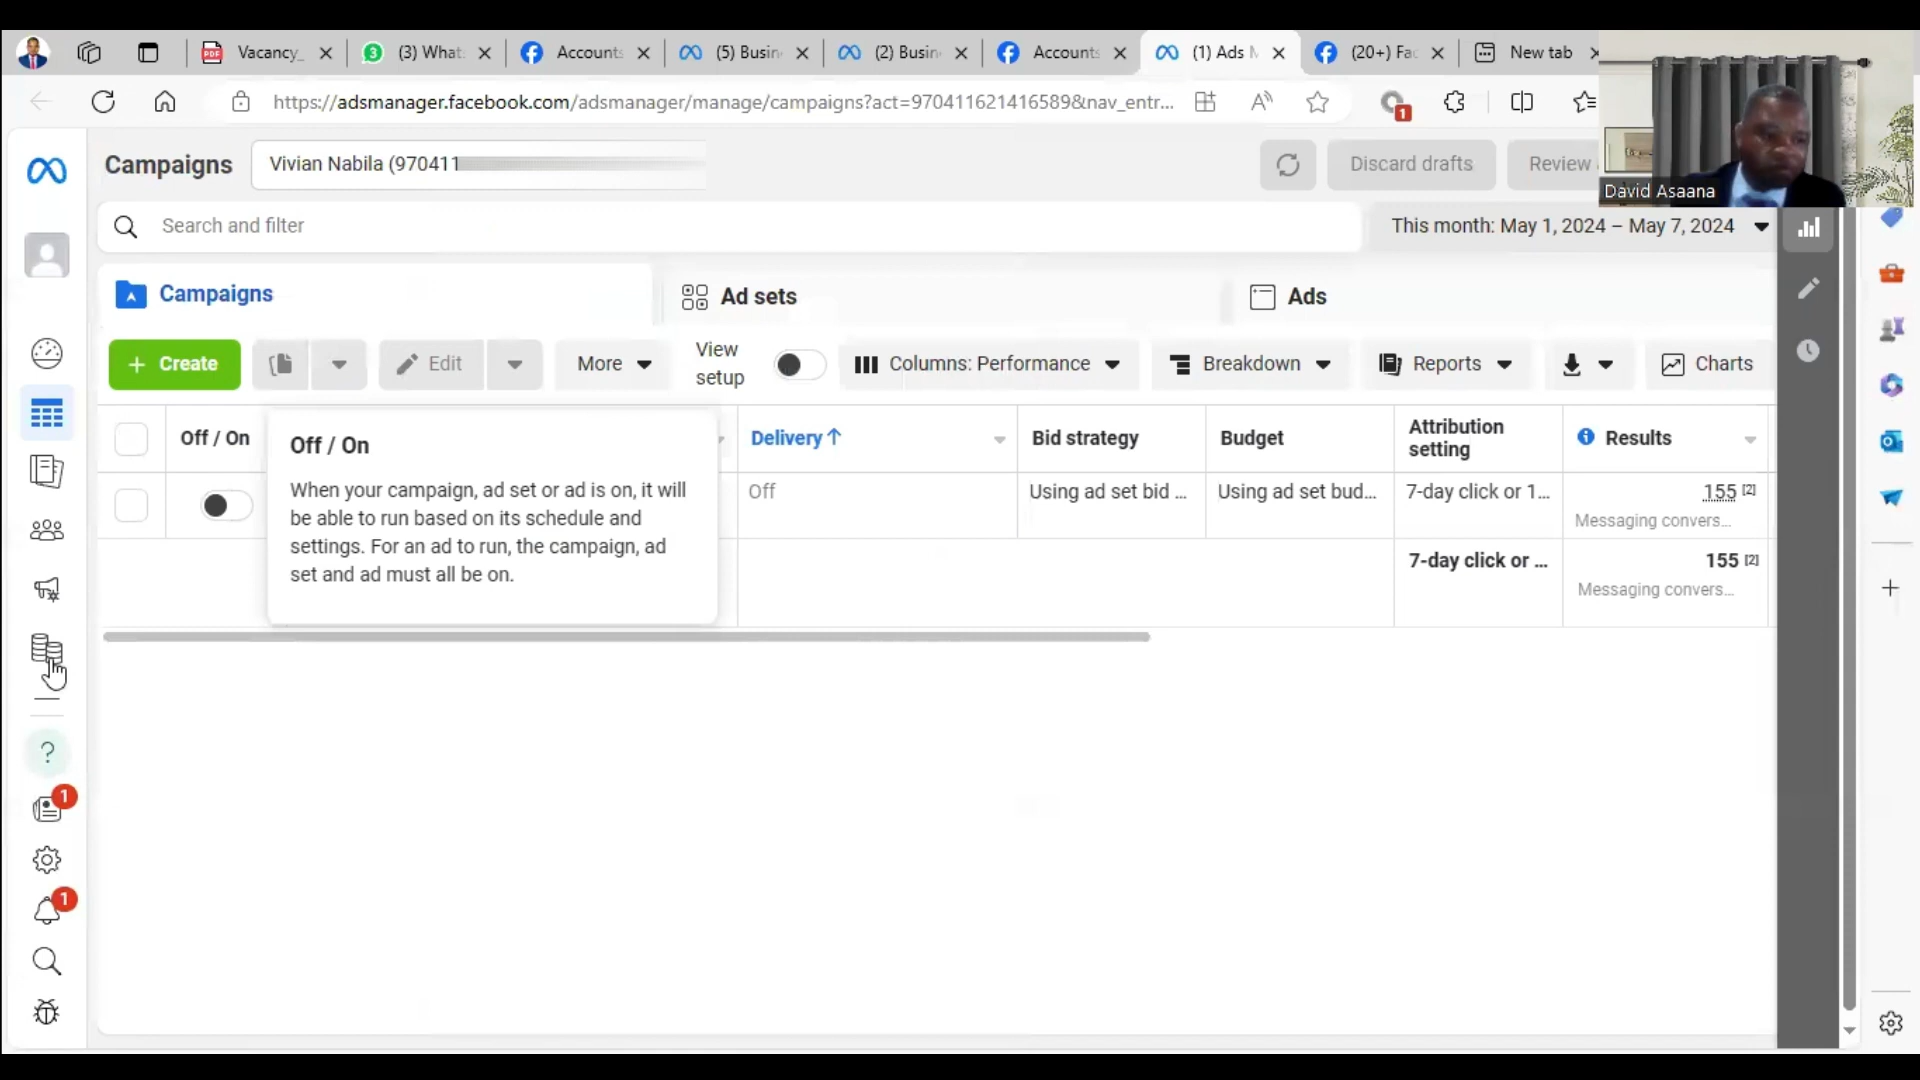 Vacancy_
(3) What
Accounts
(5) Busin
(2) Busin
Accounts
(1) Ads M
(20+) Fac
New tab
https://adsmanager.facebook.com/adsmanager/manage/campaigns?act=970411621416589&nav_entr...
1
David Asaana
Campaigns
Vivian Nabila (970411
Discard drafts
Review
Search and filter
This month: May 1, 2024 – May 7, 2024
Campaigns
Ad sets
Ads
+ Create
Edit
More
View setup
Columns: Performance
Breakdown
Reports
Charts
Off / On
Delivery ↑
Bid strategy
Budget
Attribution setting
Results
Off / On
When your campaign, ad set or ad is on, it will
be able to run based on its schedule and
settings. For an ad to run, the campaign, ad
set and ad must all be on.
Off
Using ad set bid ...
Using ad set bud...
7-day click or 1...
155 [2]
Messaging convers...
7-day click or ...
155 [2]
Messaging convers...
1
1